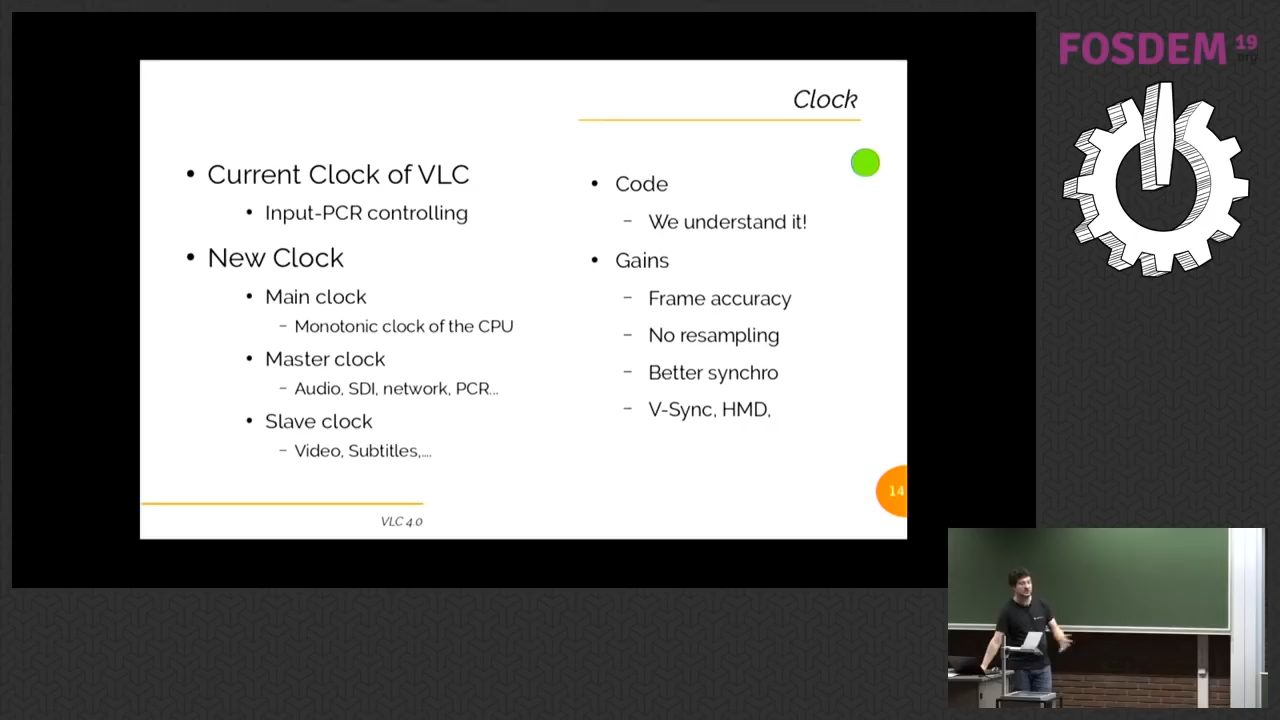 FOSDEM 19
.org
Clock
• Current Clock of VLC
• Input-PCR controlling
• New Clock
• Main clock
– Monotonic clock of the CPU
• Master clock
– Audio, SDI, network, PCR...
• Slave clock
– Video, Subtitles,...
• Code
– We understand it!
• Gains
– Frame accuracy
– No resampling
– Better synchro
– V-Sync, HMD,
14
VLC 4.0